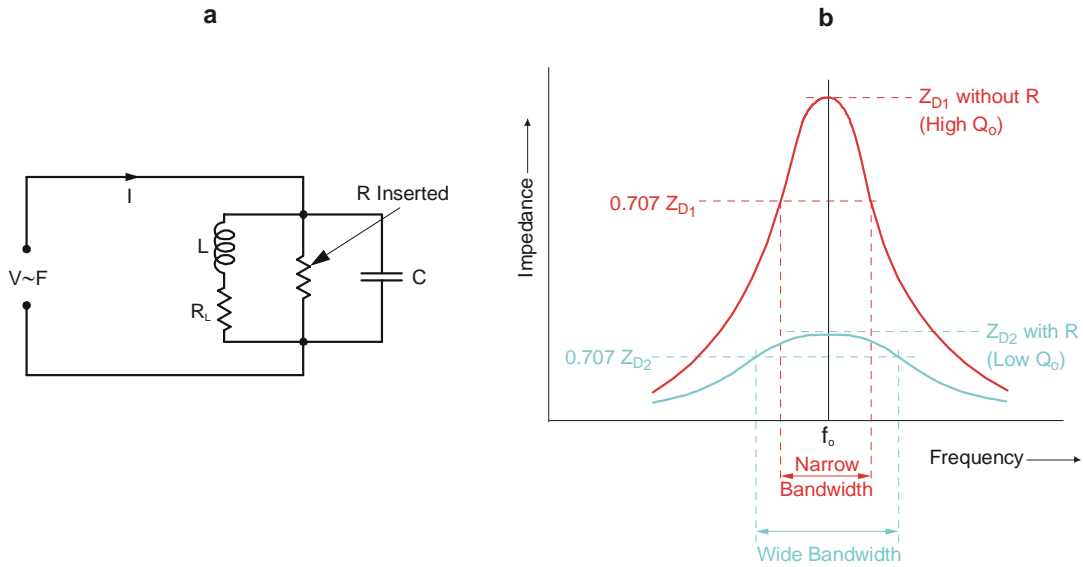 a
b
I
R Inserted
L
V~F
R_L
C
Impedance
Z_D1 without R
(High Q_o)
0.707 Z_D1
Z_D2 with R
(Low Q_o)
0.707 Z_D2
f_o
Frequency
Narrow
Bandwidth
Wide Bandwidth